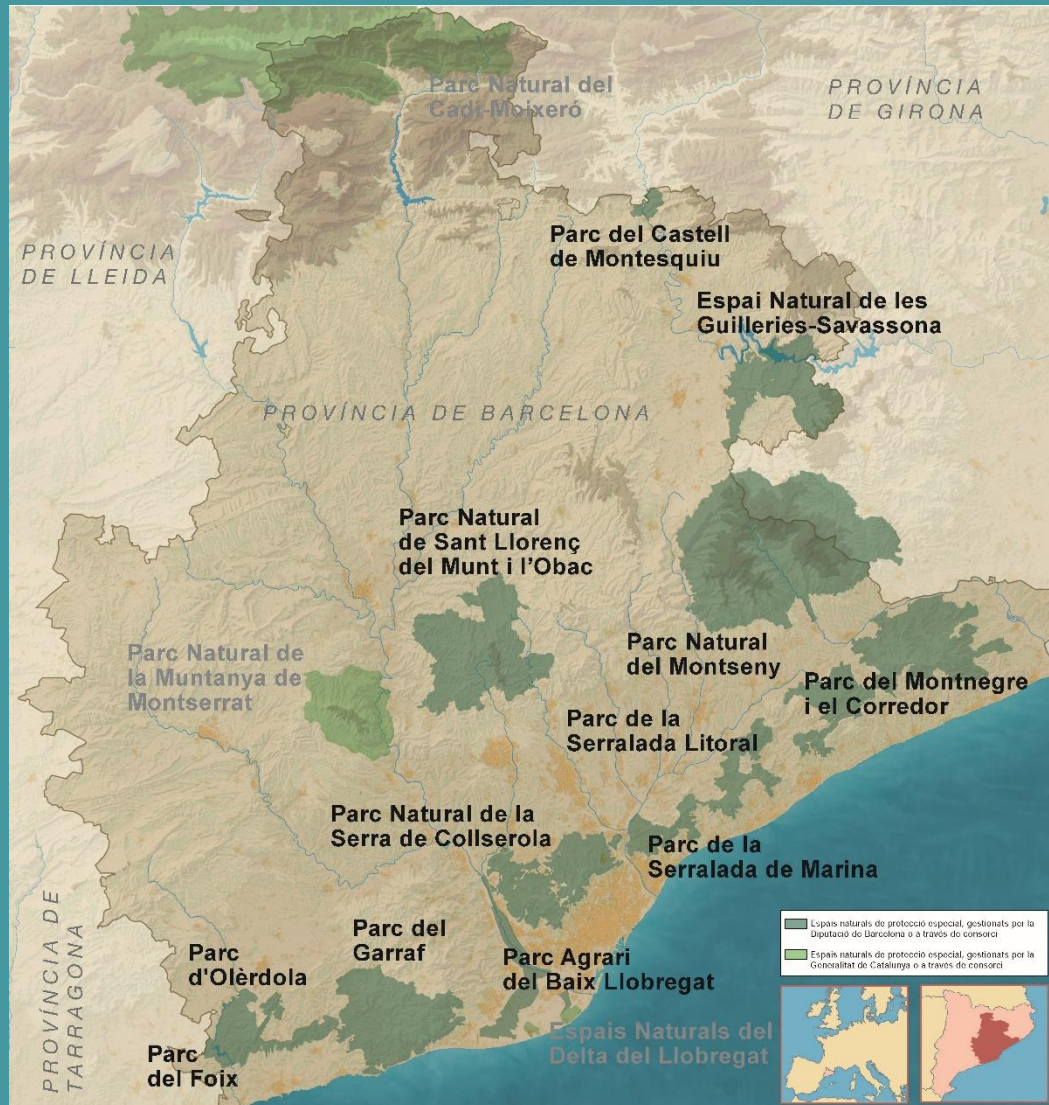 Parc Natural del
Cadí-Moixeró
PROVÍNCIA
DE GIRONA
PROVÍNCIA
DE LLEIDA
Parc del Castell
de Montesquiu
Espai Natural de les
Guilleries-Savassona
PROVÍNCIA DE BARCELONA
Parc Natural
de Sant Llorenç
del Munt i l'Obac
Parc Natural de
la Muntanya de
Montserrat
Parc Natural
del Montseny
Parc del Montnegre
i el Corredor
Parc de la
Serralada Litoral
Parc Natural de la
Serra de Collserola
Parc de la
Serralada de Marina
Parc del
Garraf
Parc
d'Olèrdola
Parc Agrari
del Baix Llobregat
Espais Naturals del
Delta del Llobregat
Parc
del Foix
PROVÍNCIA DE
TARRAGONA
Espais naturals de protecció especial, gestionats per la
Diputació de Barcelona o a través de consorci
Espais naturals de protecció especial, gestionats per la
Generalitat de Catalunya o a través de consorci